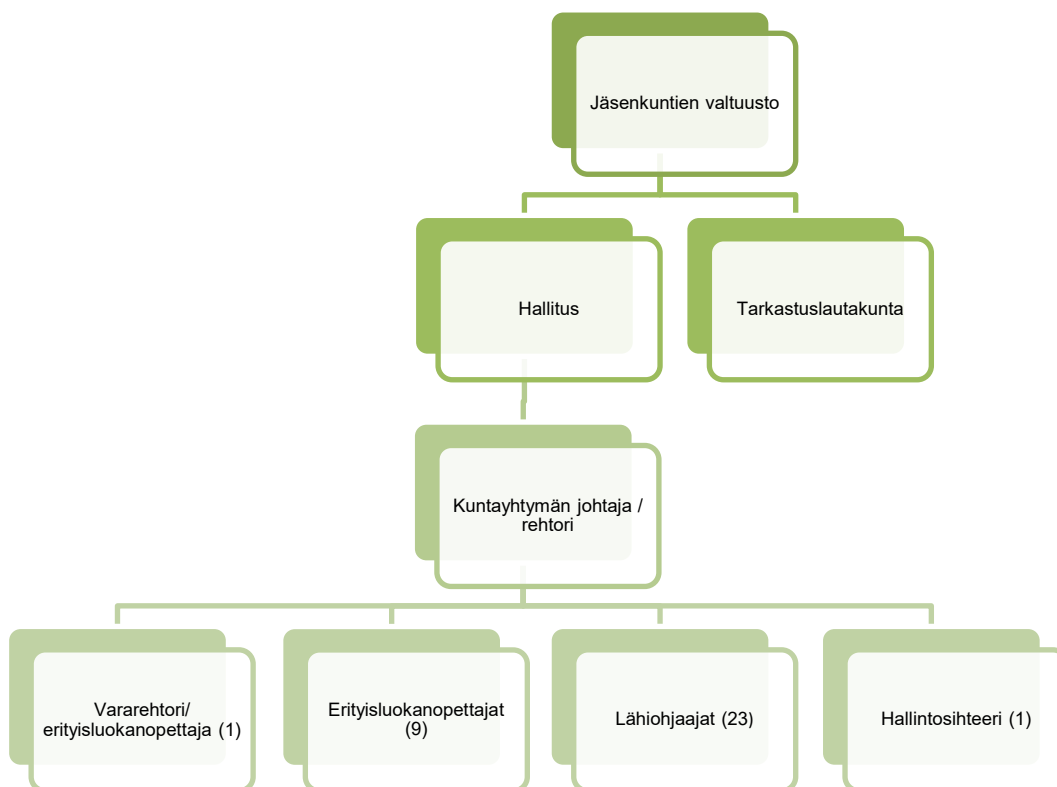 Jäsenkuntien valtuusto
Hallitus
Tarkastuslautakunta
Kuntayhtymän johtaja /
rehtori
Vararehtori/
erityisluokanopettaja (1)
Erityisluokanopettajat
(9)
Lähiohjaajat (23)
Hallintosihteeri (1)